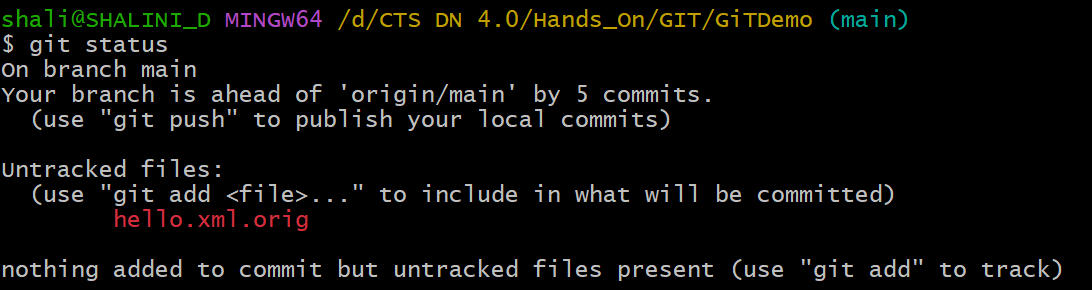 shali@SHALINI_D MINGW64 /d/CTS DN 4.0/Hands_On/GIT/GiTDemo (main)
$ git status
On branch main
Your branch is ahead of 'origin/main' by 5 commits.
  (use "git push" to publish your local commits)

Untracked files:
  (use "git add <file>..." to include in what will be committed)
        hello.xml.orig

nothing added to commit but untracked files present (use "git add" to track)